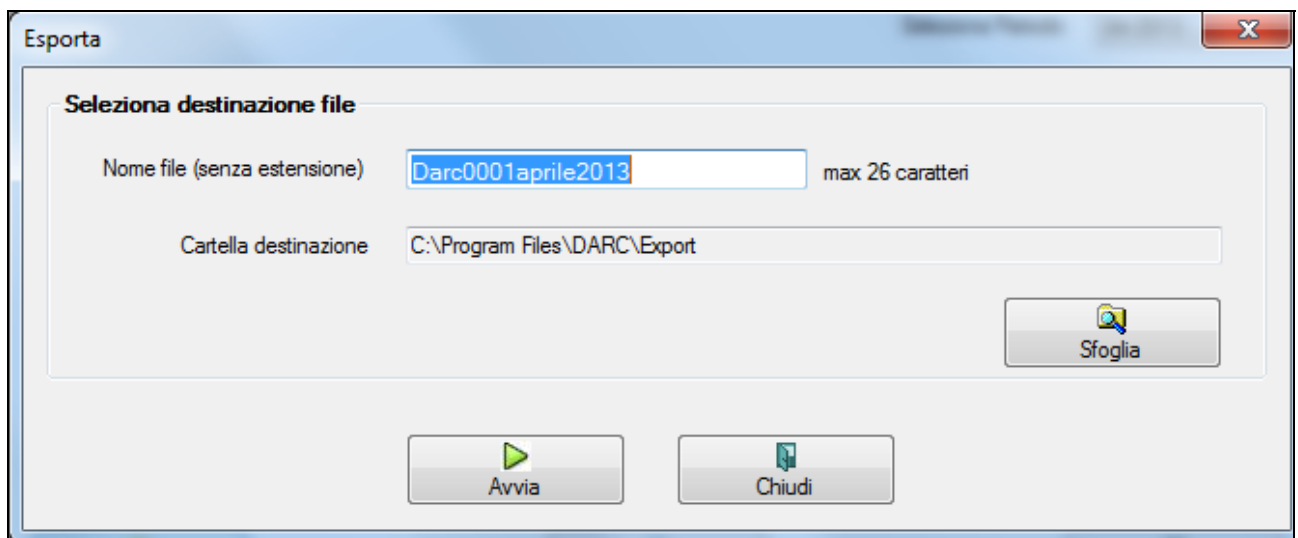 Esporta
Seleziona destinazione file
Nome file (senza estensione) Darc0001aprile2013 max 26 caratteri
Cartella destinazione C:\Program Files\DARC\Export
Sfoglia
Avvia Chiudi